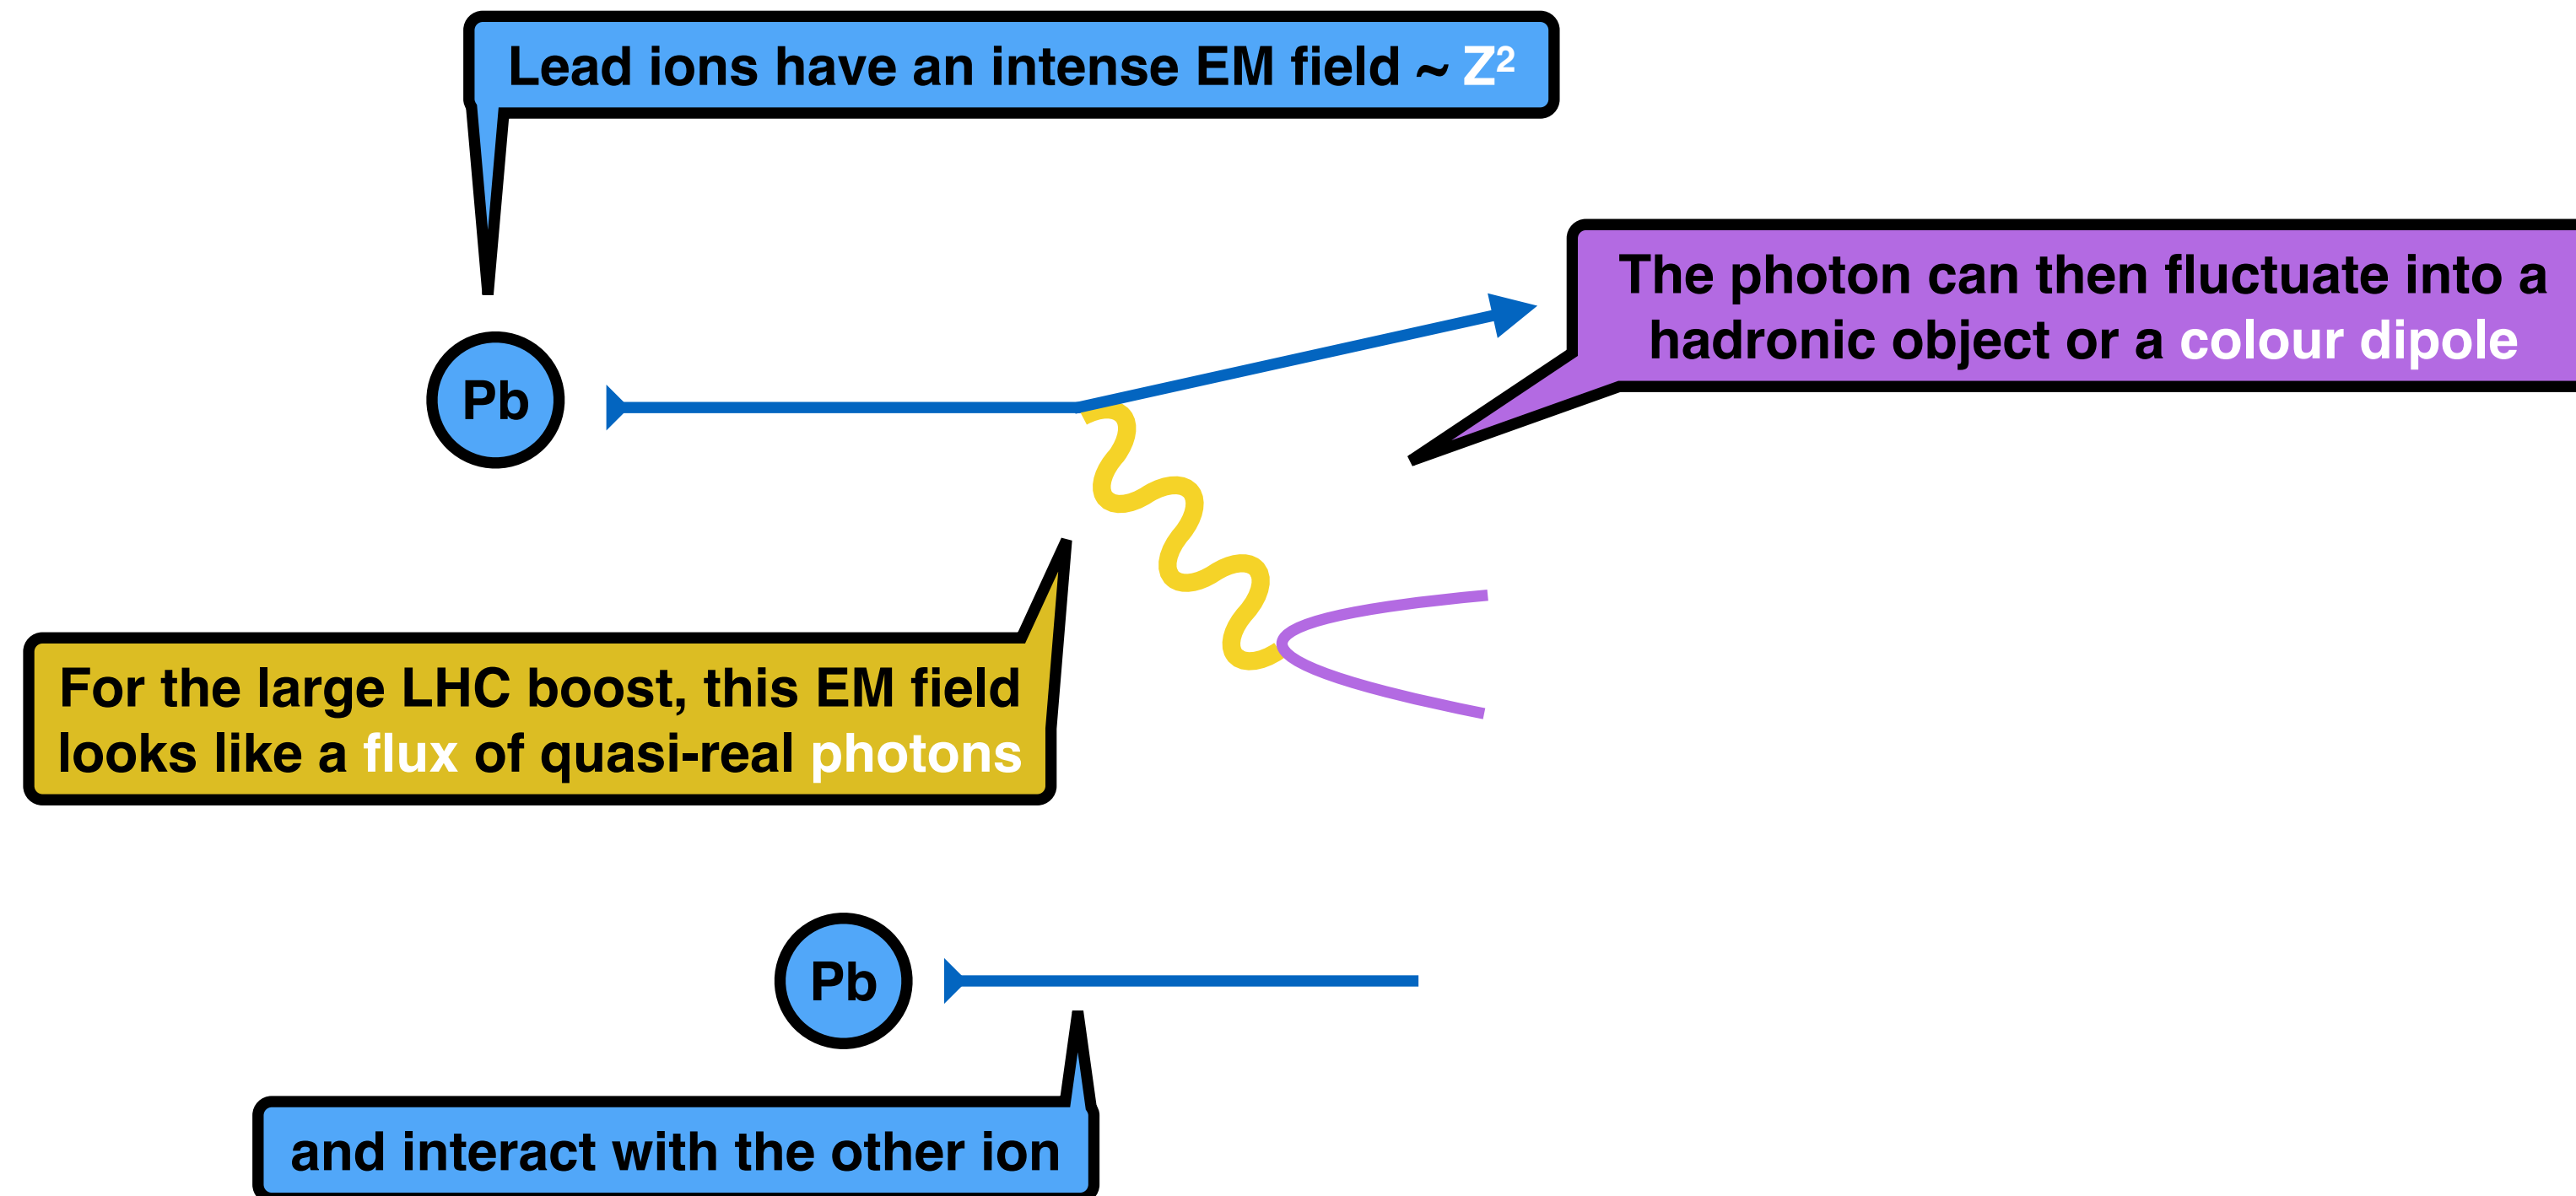 Lead ions have an intense EM field ~ Z²
The photon can then fluctuate into a
hadronic object or a colour dipole
Pb
For the large LHC boost, this EM field
looks like a flux of quasi-real photons
Pb
and interact with the other ion